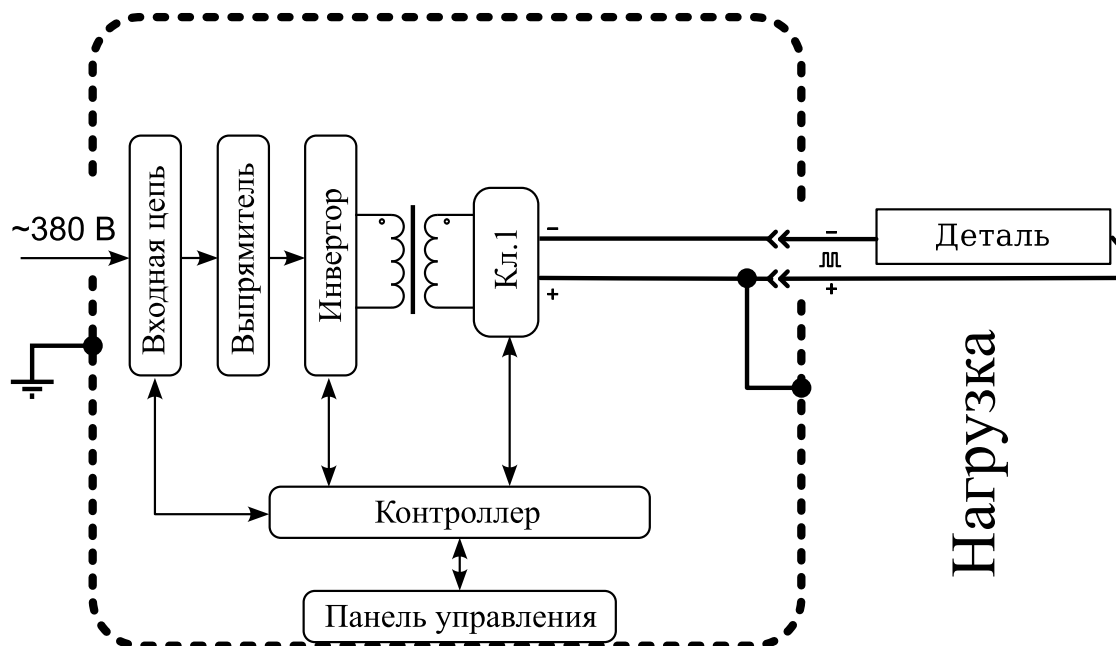 ~380 В
Входная цепь
Выпрямитель
Инвертор
Кл.1
-
+
-
+
Деталь
Нагрузка
Контроллер
Панель управления